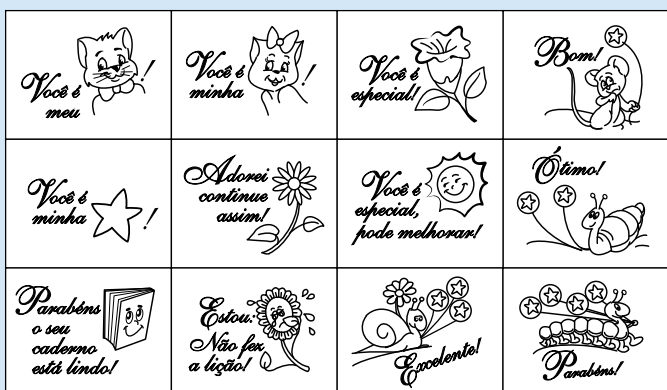 Você é
meu !
Você é
minha !
Você é
especial!
Bom!
Você é
minha !
Adorei
continue
assim!
Você é
especial,
pode melhorar!
Ótimo!
Parabéns
o seu
caderno
está lindo!
Estou:
Não fez
a lição!
Excelente!
Parabéns!